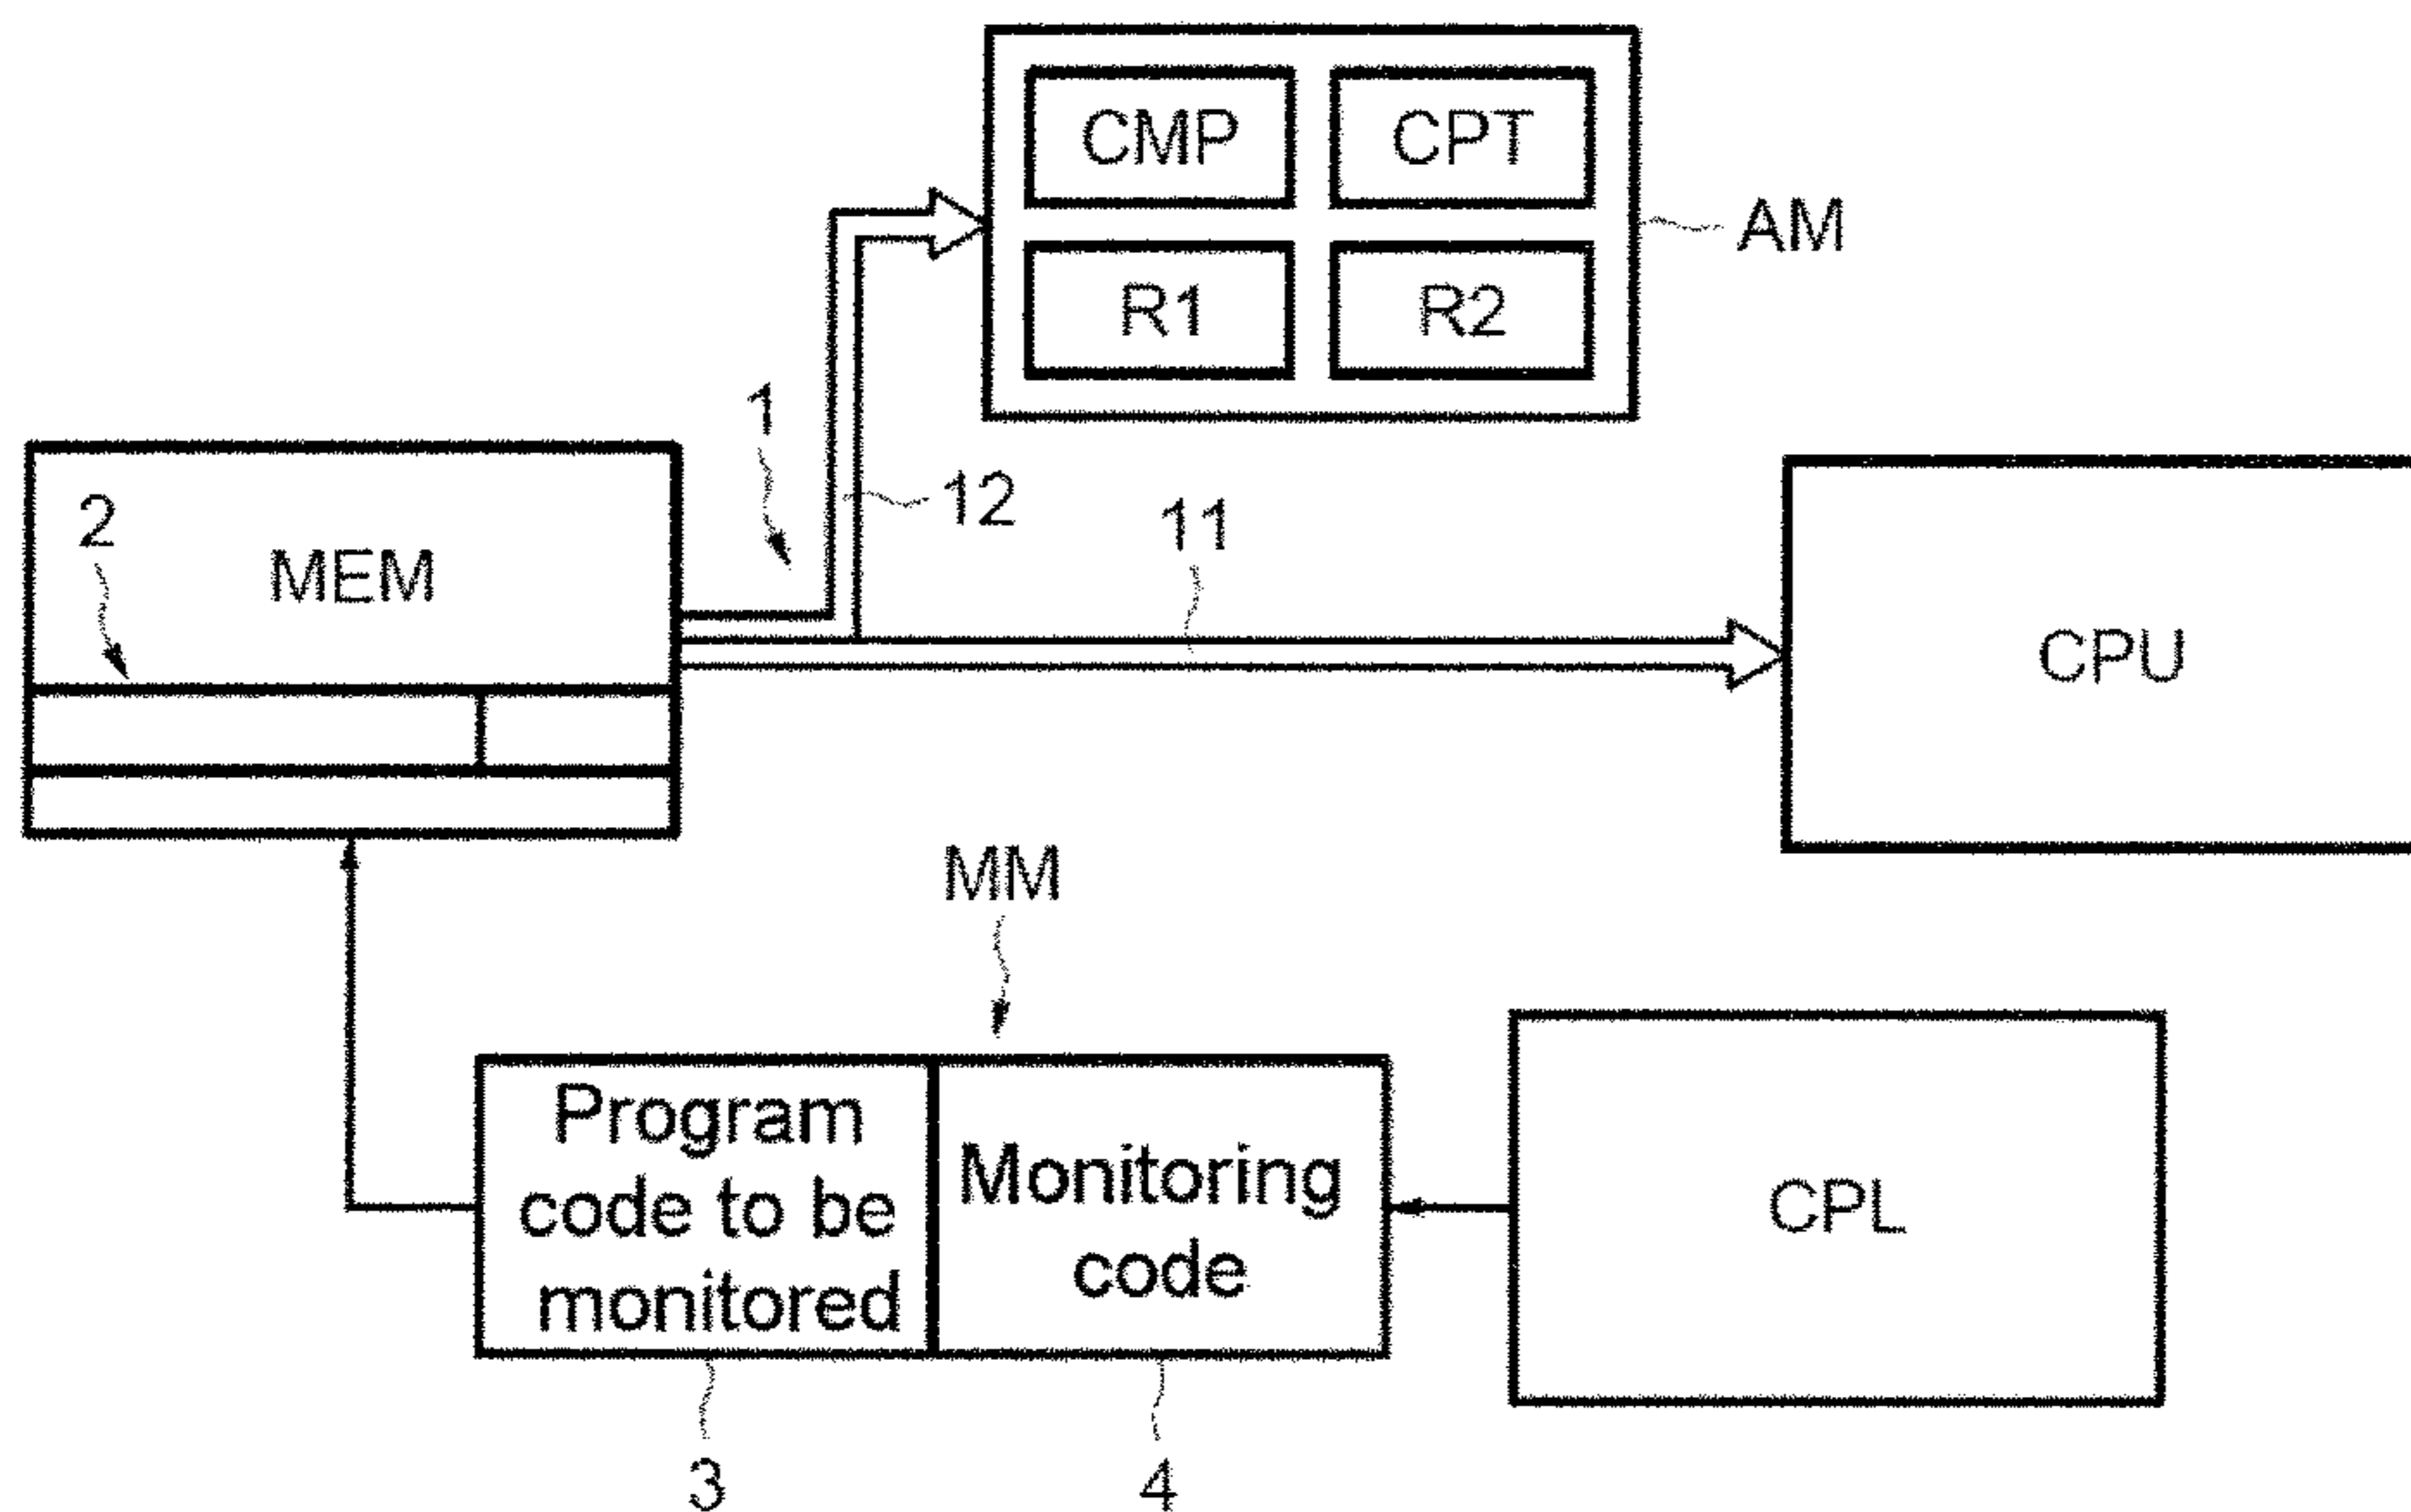 CMP
CPT
AM
R1
R2
1
12
11
2
MEM
CPU
MM
Program
code to be
monitored
Monitoring
code
CPL
3
4